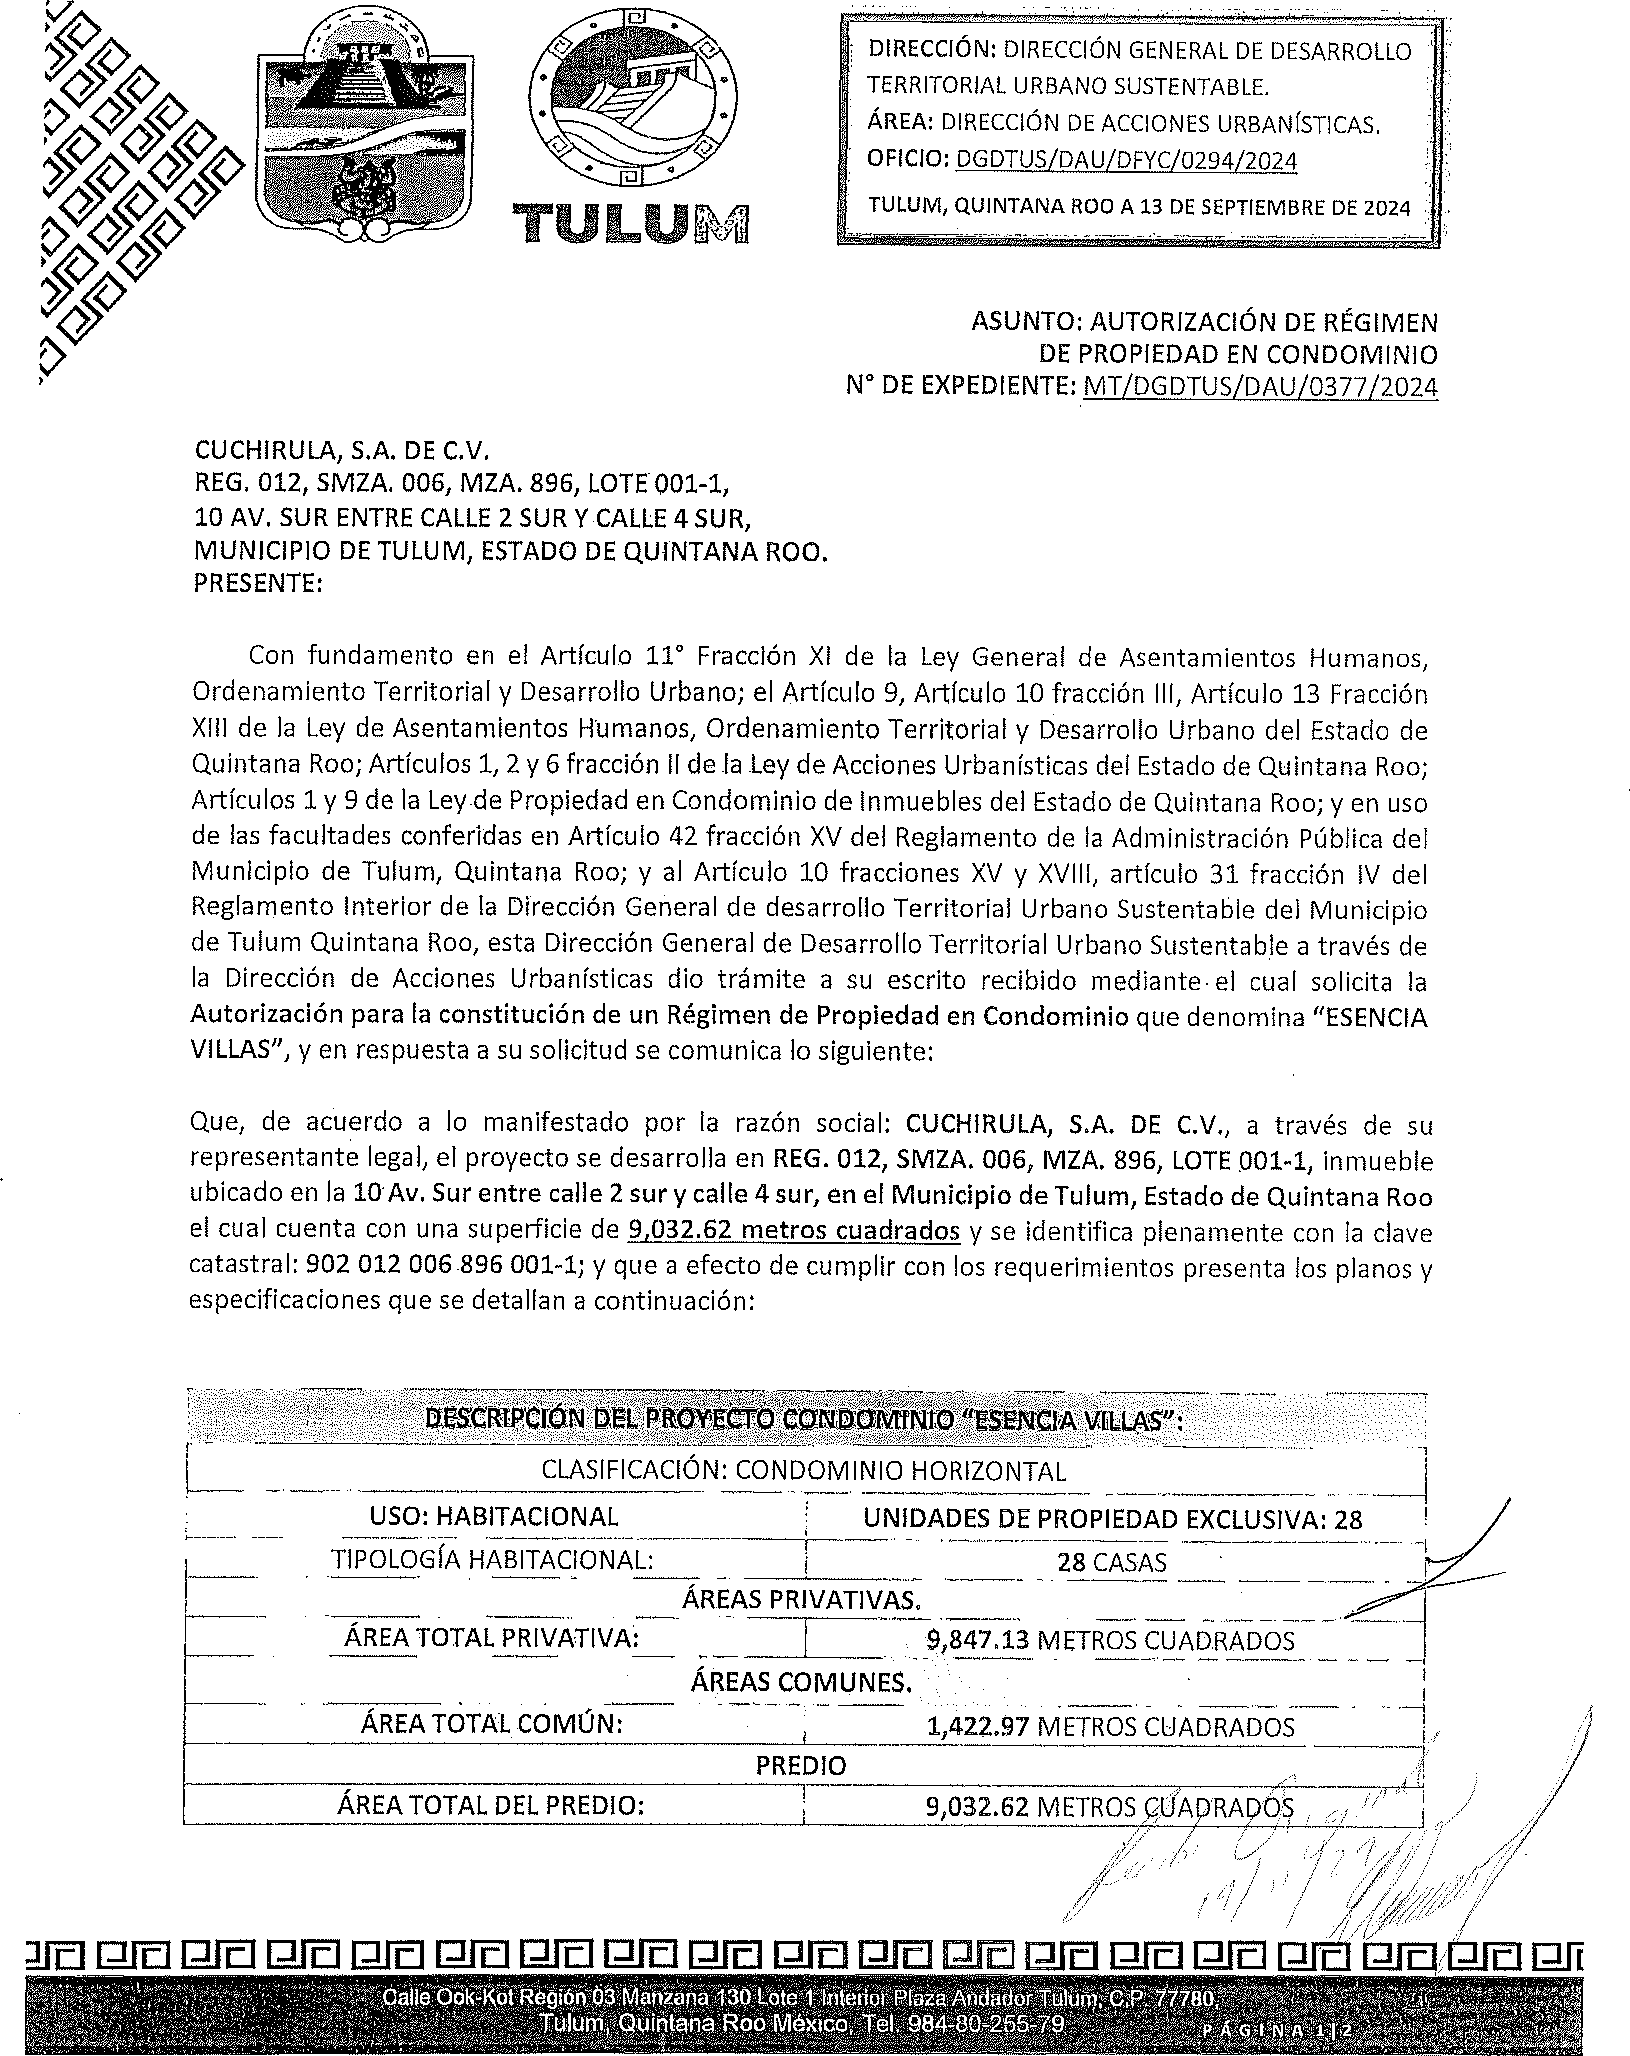 TULUM
DIRECCIÓN: DIRECCIÓN GENERAL DE DESARROLLO
TERRITORIAL URBANO SUSTENTABLE.
ÁREA: DIRECCIÓN DE ACCIONES URBANÍSTICAS.
OFICIO: DGDTUS/DAU/DFYC/0294/2024
TULUM, QUINTANA ROO A 13 DE SEPTIEMBRE DE 2024
ASUNTO: AUTORIZACIÓN DE RÉGIMEN
DE PROPIEDAD EN CONDOMINIO
N° DE EXPEDIENTE: MT/DGDTUS/DAU/0377/2024
CUCHIRULA, S.A. DE C.V.
REG. 012, SMZA. 006, MZA. 896, LOTE 001-1,
10 AV. SUR ENTRE CALLE 2 SUR Y CALLE 4 SUR,
MUNICIPIO DE TULUM, ESTADO DE QUINTANA ROO.
PRESENTE:
Con fundamento en el Artículo 11° Fracción XI de la Ley General de Asentamientos Humanos,
Ordenamiento Territorial y Desarrollo Urbano; el Artículo 9, Artículo 10 fracción III, Artículo 13 Fracción
XIII de la Ley de Asentamientos Humanos, Ordenamiento Territorial y Desarrollo Urbano del Estado de
Quintana Roo; Artículos 1, 2 y 6 fracción II de la Ley de Acciones Urbanísticas del Estado de Quintana Roo;
Artículos 1 y 9 de la Ley de Propiedad en Condominio de Inmuebles del Estado de Quintana Roo; y en uso
de las facultades conferidas en Artículo 42 fracción XV del Reglamento de la Administración Pública del
Municipio de Tulum, Quintana Roo; y al Artículo 10 fracciones XV y XVIII, artículo 31 fracción IV del
Reglamento Interior de la Dirección General de desarrollo Territorial Urbano Sustentable del Municipio
de Tulum Quintana Roo, esta Dirección General de Desarrollo Territorial Urbano Sustentable a través de
la Dirección de Acciones Urbanísticas dio trámite a su escrito recibido mediante el cual solicita la
Autorización para la constitución de un Régimen de Propiedad en Condominio que denomina “ESENCIA
VILLAS”, y en respuesta a su solicitud se comunica lo siguiente:
Que, de acuerdo a lo manifestado por la razón social: CUCHIRULA, S.A. DE C.V., a través de su
representante legal, el proyecto se desarrolla en REG. 012, SMZA. 006, MZA. 896, LOTE 001-1, inmueble
ubicado en la 10 Av. Sur entre calle 2 sur y calle 4 sur, en el Municipio de Tulum, Estado de Quintana Roo
el cual cuenta con una superficie de 9,032.62 metros cuadrados y se identifica plenamente con la clave
catastral: 902 012 006 896 001-1; y que a efecto de cumplir con los requerimientos presenta los planos y
especificaciones que se detallan a continuación:
DESCRIPCIÓN DEL PROYECTO CONDOMINIO “ESENCIA VILLAS”:
CLASIFICACIÓN: CONDOMINIO HORIZONTAL
USO: HABITACIONAL UNIDADES DE PROPIEDAD EXCLUSIVA: 28
TIPOLOGÍA HABITACIONAL: 28 CASAS
ÁREAS PRIVATIVAS.
ÁREA TOTAL PRIVATIVA: 9,847.13 METROS CUADRADOS
ÁREAS COMUNES.
ÁREA TOTAL COMÚN: 1,422.97 METROS CUADRADOS
PREDIO
ÁREA TOTAL DEL PREDIO: 9,032.62 METROS CUADRADOS
Calle Ook-Kot Región 03 Manzana 130 Lote 1 Interior Plaza Andador Tulum, C.P. 77780,
Tulum, Quintana Roo México, Tel. 984-80-255-79
PÁGINA 1|2